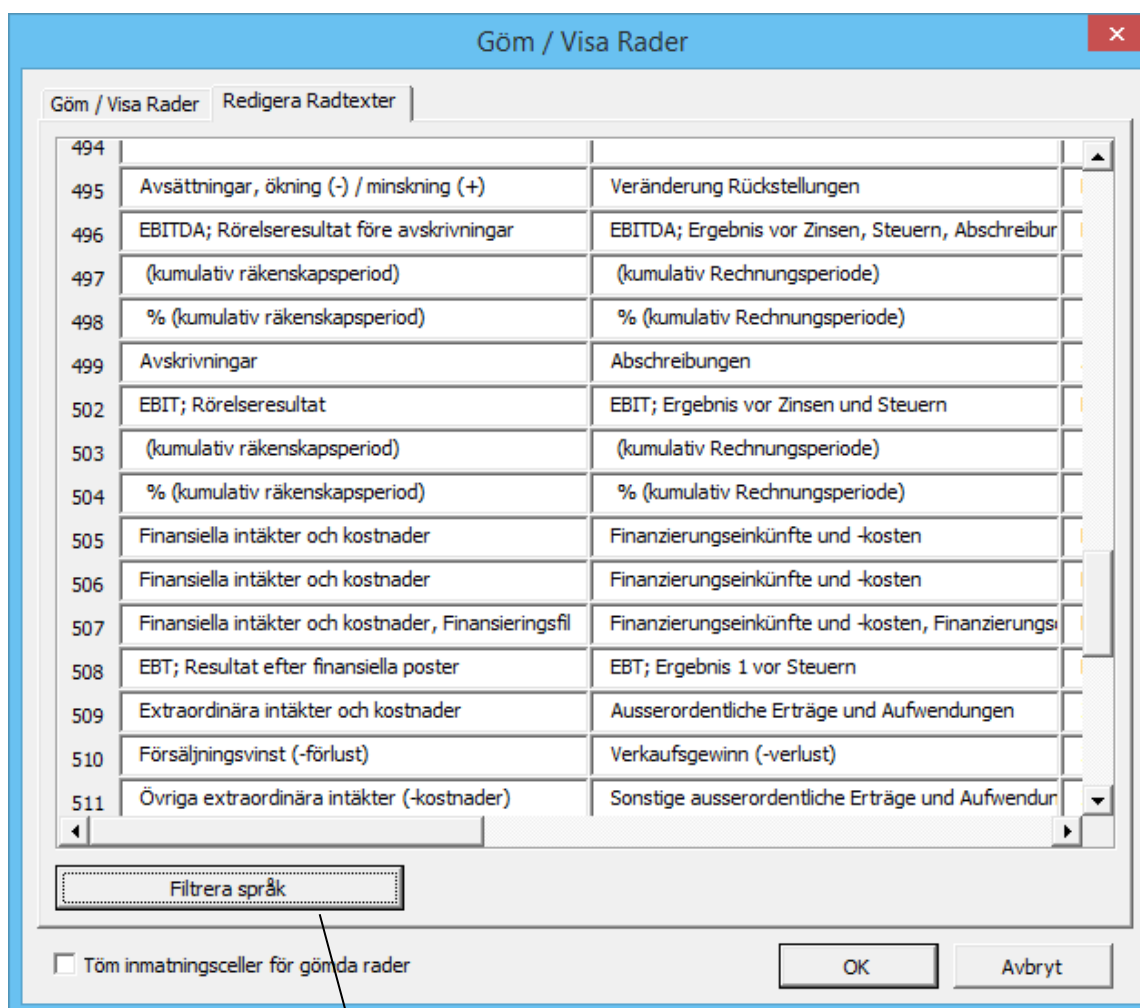 Göm / Visa Rader
Göm / Visa Rader Redigera Radtexter
494
495 Avsättningar, ökning (-) / minskning (+) Veränderung Rückstellungen
496 EBITDA; Rörelseresultat före avskrivningar EBITDA; Ergebnis vor Zinsen, Steuern, Abschreibur
497 (kumulativ räkenskapsperiod) (kumulativ Rechnungsperiode)
498 % (kumulativ räkenskapsperiod) % (kumulativ Rechnungsperiode)
499 Avskrivningar Abschreibungen
502 EBIT; Rörelseresultat EBIT; Ergebnis vor Zinsen und Steuern
503 (kumulativ räkenskapsperiod) (kumulativ Rechnungsperiode)
504 % (kumulativ räkenskapsperiod) % (kumulativ Rechnungsperiode)
505 Finansiella intäkter och kostnader Finanzierungseinkünfte und -kosten
506 Finansiella intäkter och kostnader Finanzierungseinkünfte und -kosten
507 Finansiella intäkter och kostnader, Finansieringsfil Finanzierungseinkünfte und -kosten, Finanzierungs
508 EBT; Resultat efter finansiella poster EBT; Ergebnis 1 vor Steuern
509 Extraordinära intäkter och kostnader Ausserordentliche Erträge und Aufwendungen
510 Försäljningsvinst (-förlust) Verkaufsgewinn (-verlust)
511 Övriga extraordinära intäkter (-kostnader) Sonstige ausserordentliche Erträge und Aufwendun
Filtrera språk
Töm inmatningsceller för gömda rader OK Avbryt